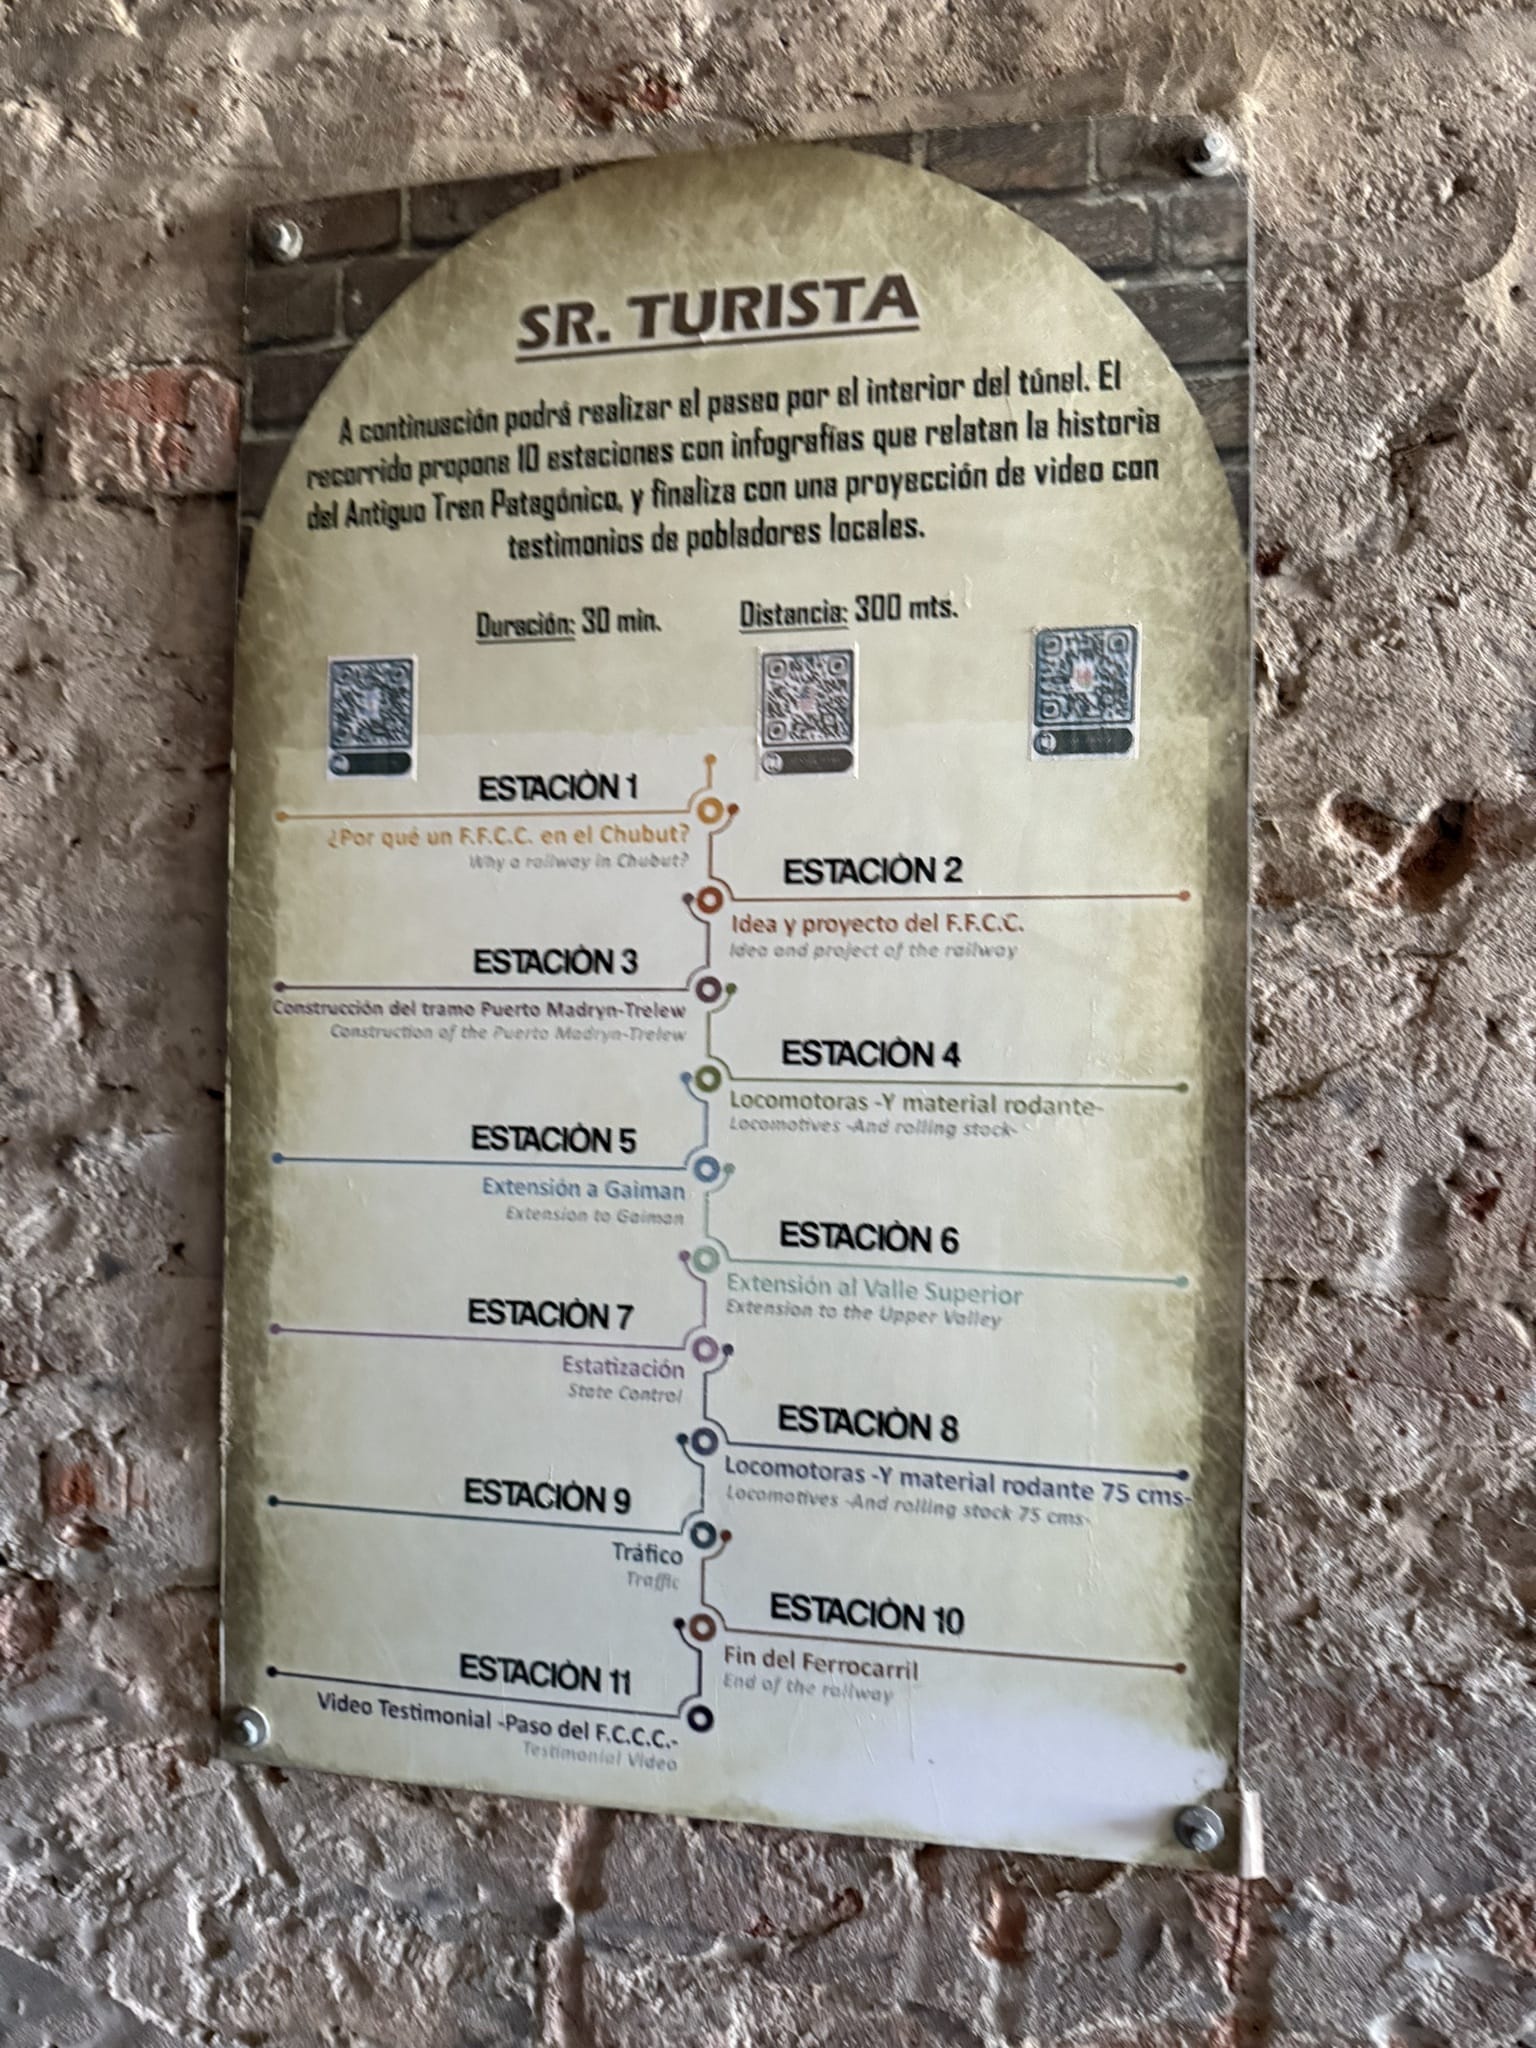 SR. TURISTA
A continuación podrá realizar el paseo por el interior del túnel. El
recorrido propone 10 estaciones con infografías que relatan la historia
del Antiguo Tren Patagónico, y finaliza con una proyección de video con
testimonios de pobladores locales.
Duración: 30 min. Distancia: 300 mts.
ESTACIÓN 1
¿Por qué un F.F.C.C. en el Chubut?
Why a railway in Chubut?
ESTACIÓN 2
Idea y proyecto del F.F.C.C.
Idea and project of the railway
ESTACIÓN 3
Construcción del tramo Puerto Madryn-Trelew
Construction of the Puerto Madryn-Trelew
ESTACIÓN 4
Locomotoras -Y material rodante-
Locomotives -And rolling stock-
ESTACIÓN 5
Extensión a Gaiman
Extension to Gaiman
ESTACIÓN 6
Extensión al Valle Superior
Extension to the Upper Valley
ESTACIÓN 7
Estatización
State Control
ESTACIÓN 8
Locomotoras -Y material rodante 75 cms-
Locomotives -And rolling stock 75 cms-
ESTACIÓN 9
Tráfico
Traffic
ESTACIÓN 10
Fin del Ferrocarril
End of the railway
ESTACIÓN 11
Video Testimonial -Paso del F.C.C.C.-
Testimonial Video